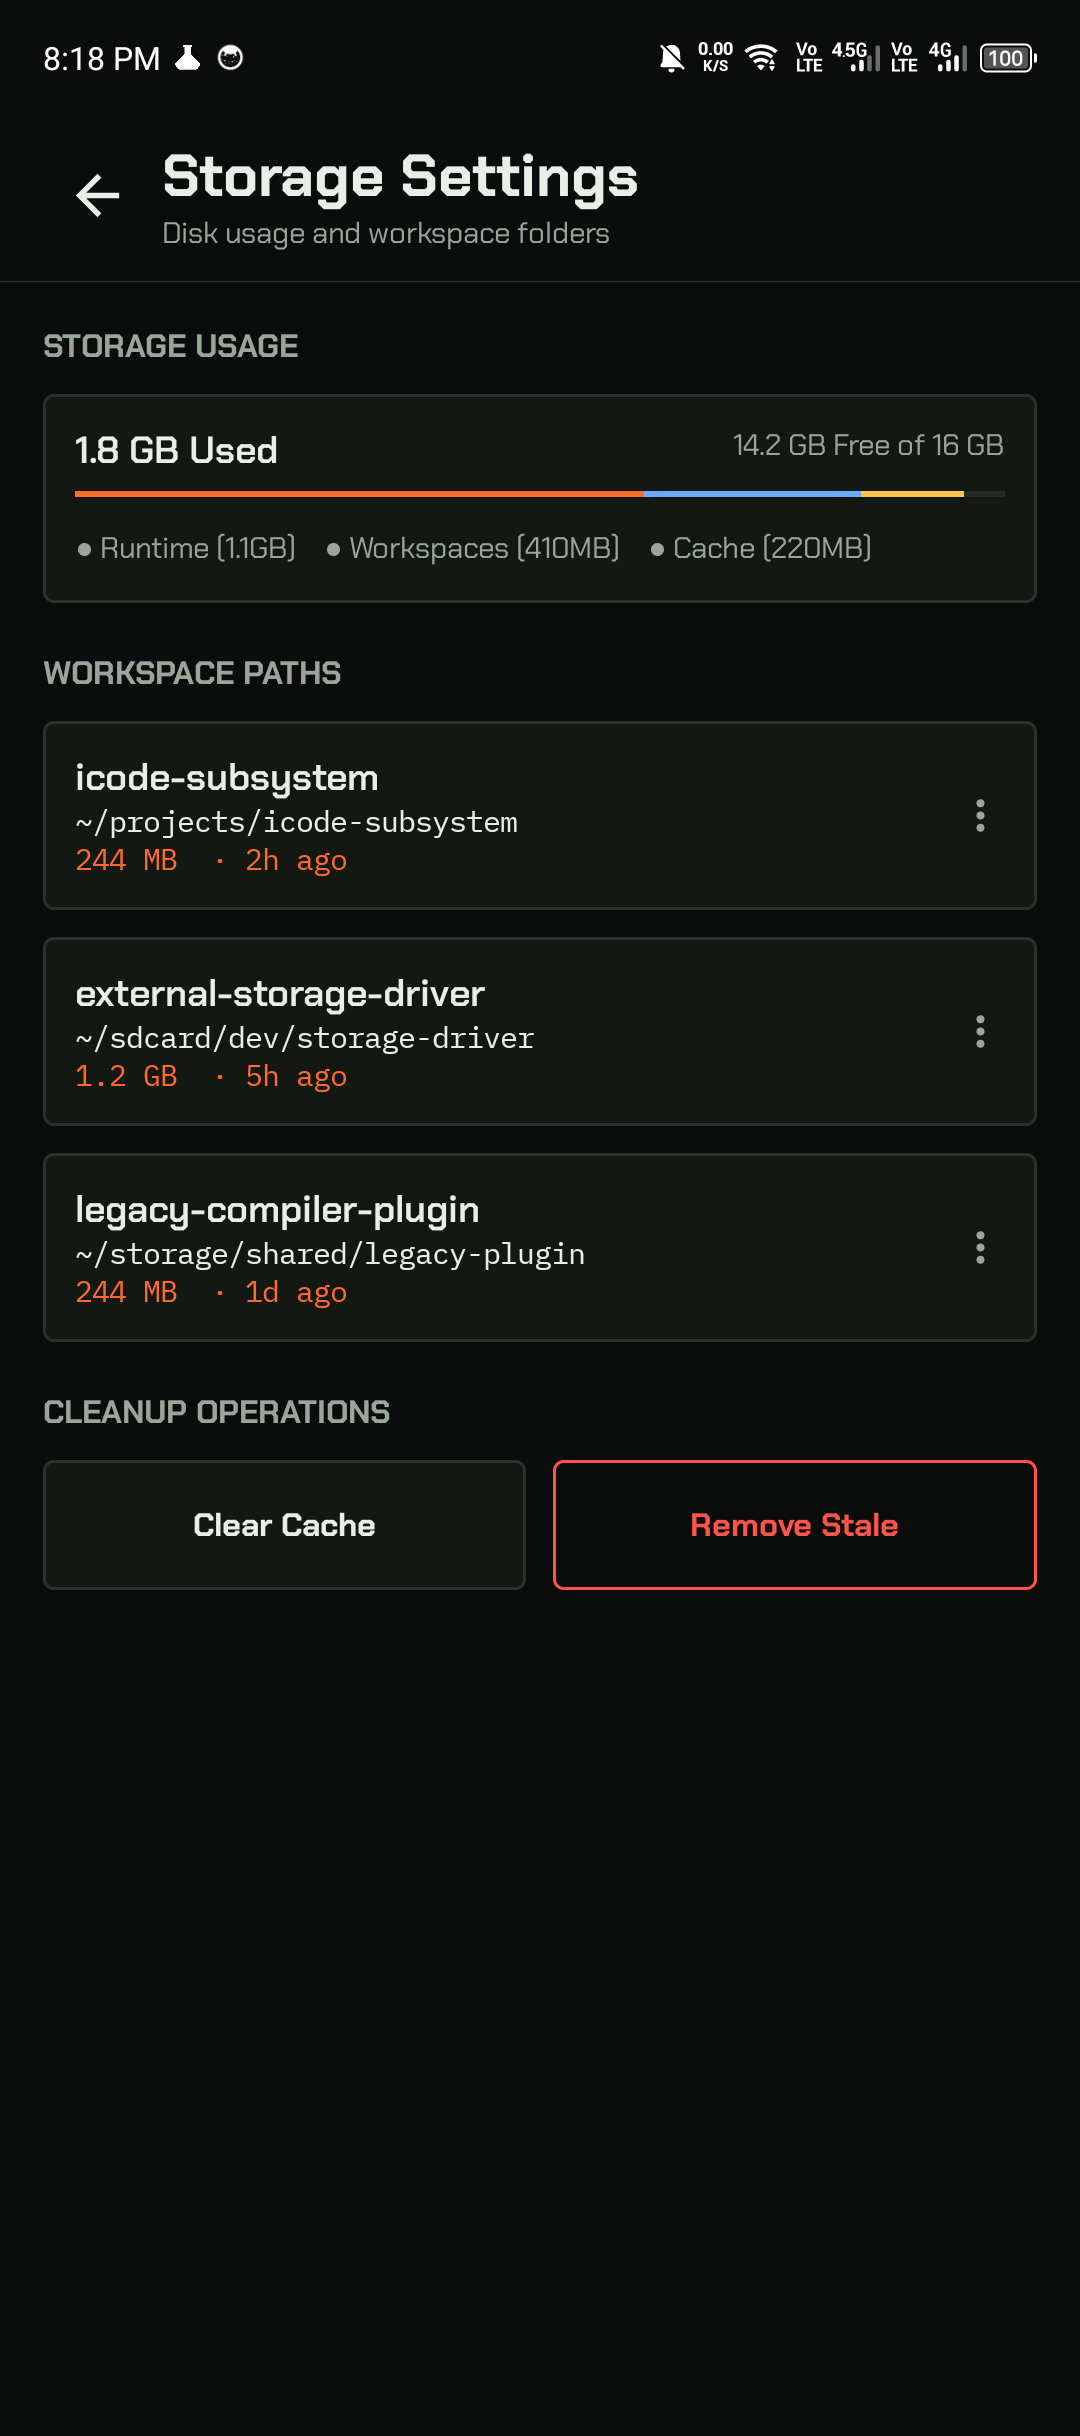 8:18 PM
0.00 K/S Vo LTE 4.5G Vo LTE 4G 100
Storage Settings
Disk usage and workspace folders
STORAGE USAGE
1.8 GB Used
14.2 GB Free of 16 GB
● Runtime (1.1GB) ● Workspaces (410MB) ● Cache (220MB)
WORKSPACE PATHS
icode-subsystem
~/projects/icode-subsystem
244 MB · 2h ago
external-storage-driver
~/sdcard/dev/storage-driver
1.2 GB · 5h ago
legacy-compiler-plugin
~/storage/shared/legacy-plugin
244 MB · 1d ago
CLEANUP OPERATIONS
Clear Cache
Remove Stale